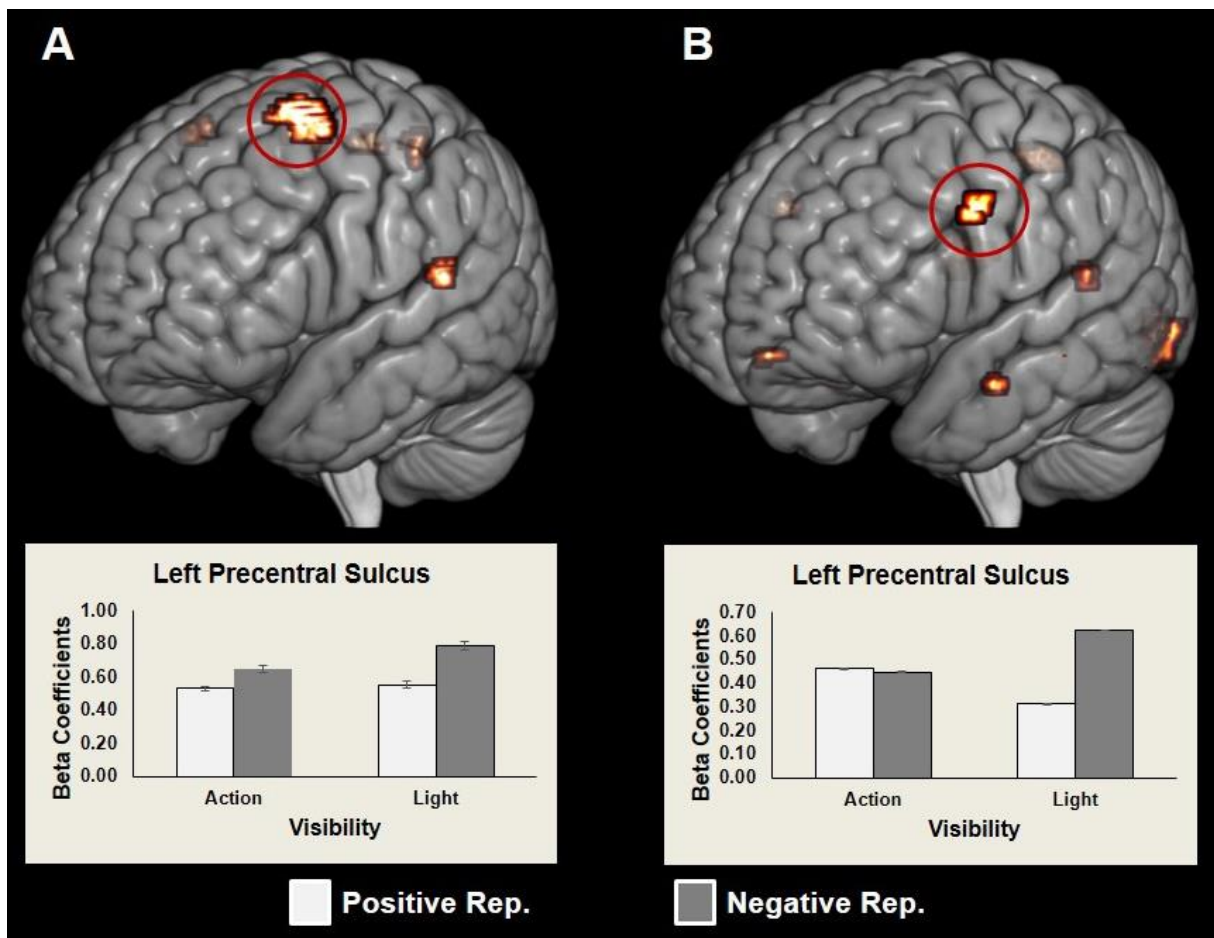 A
B
Left Precentral Sulcus
Beta Coefficients
1.00
0.80
0.60
0.40
0.20
0.00
Action
Light
Visibility
Left Precentral Sulcus
Beta Coefficients
0.70
0.60
0.50
0.40
0.30
0.20
0.10
0.00
Action
Light
Visibility
Positive Rep.
Negative Rep.